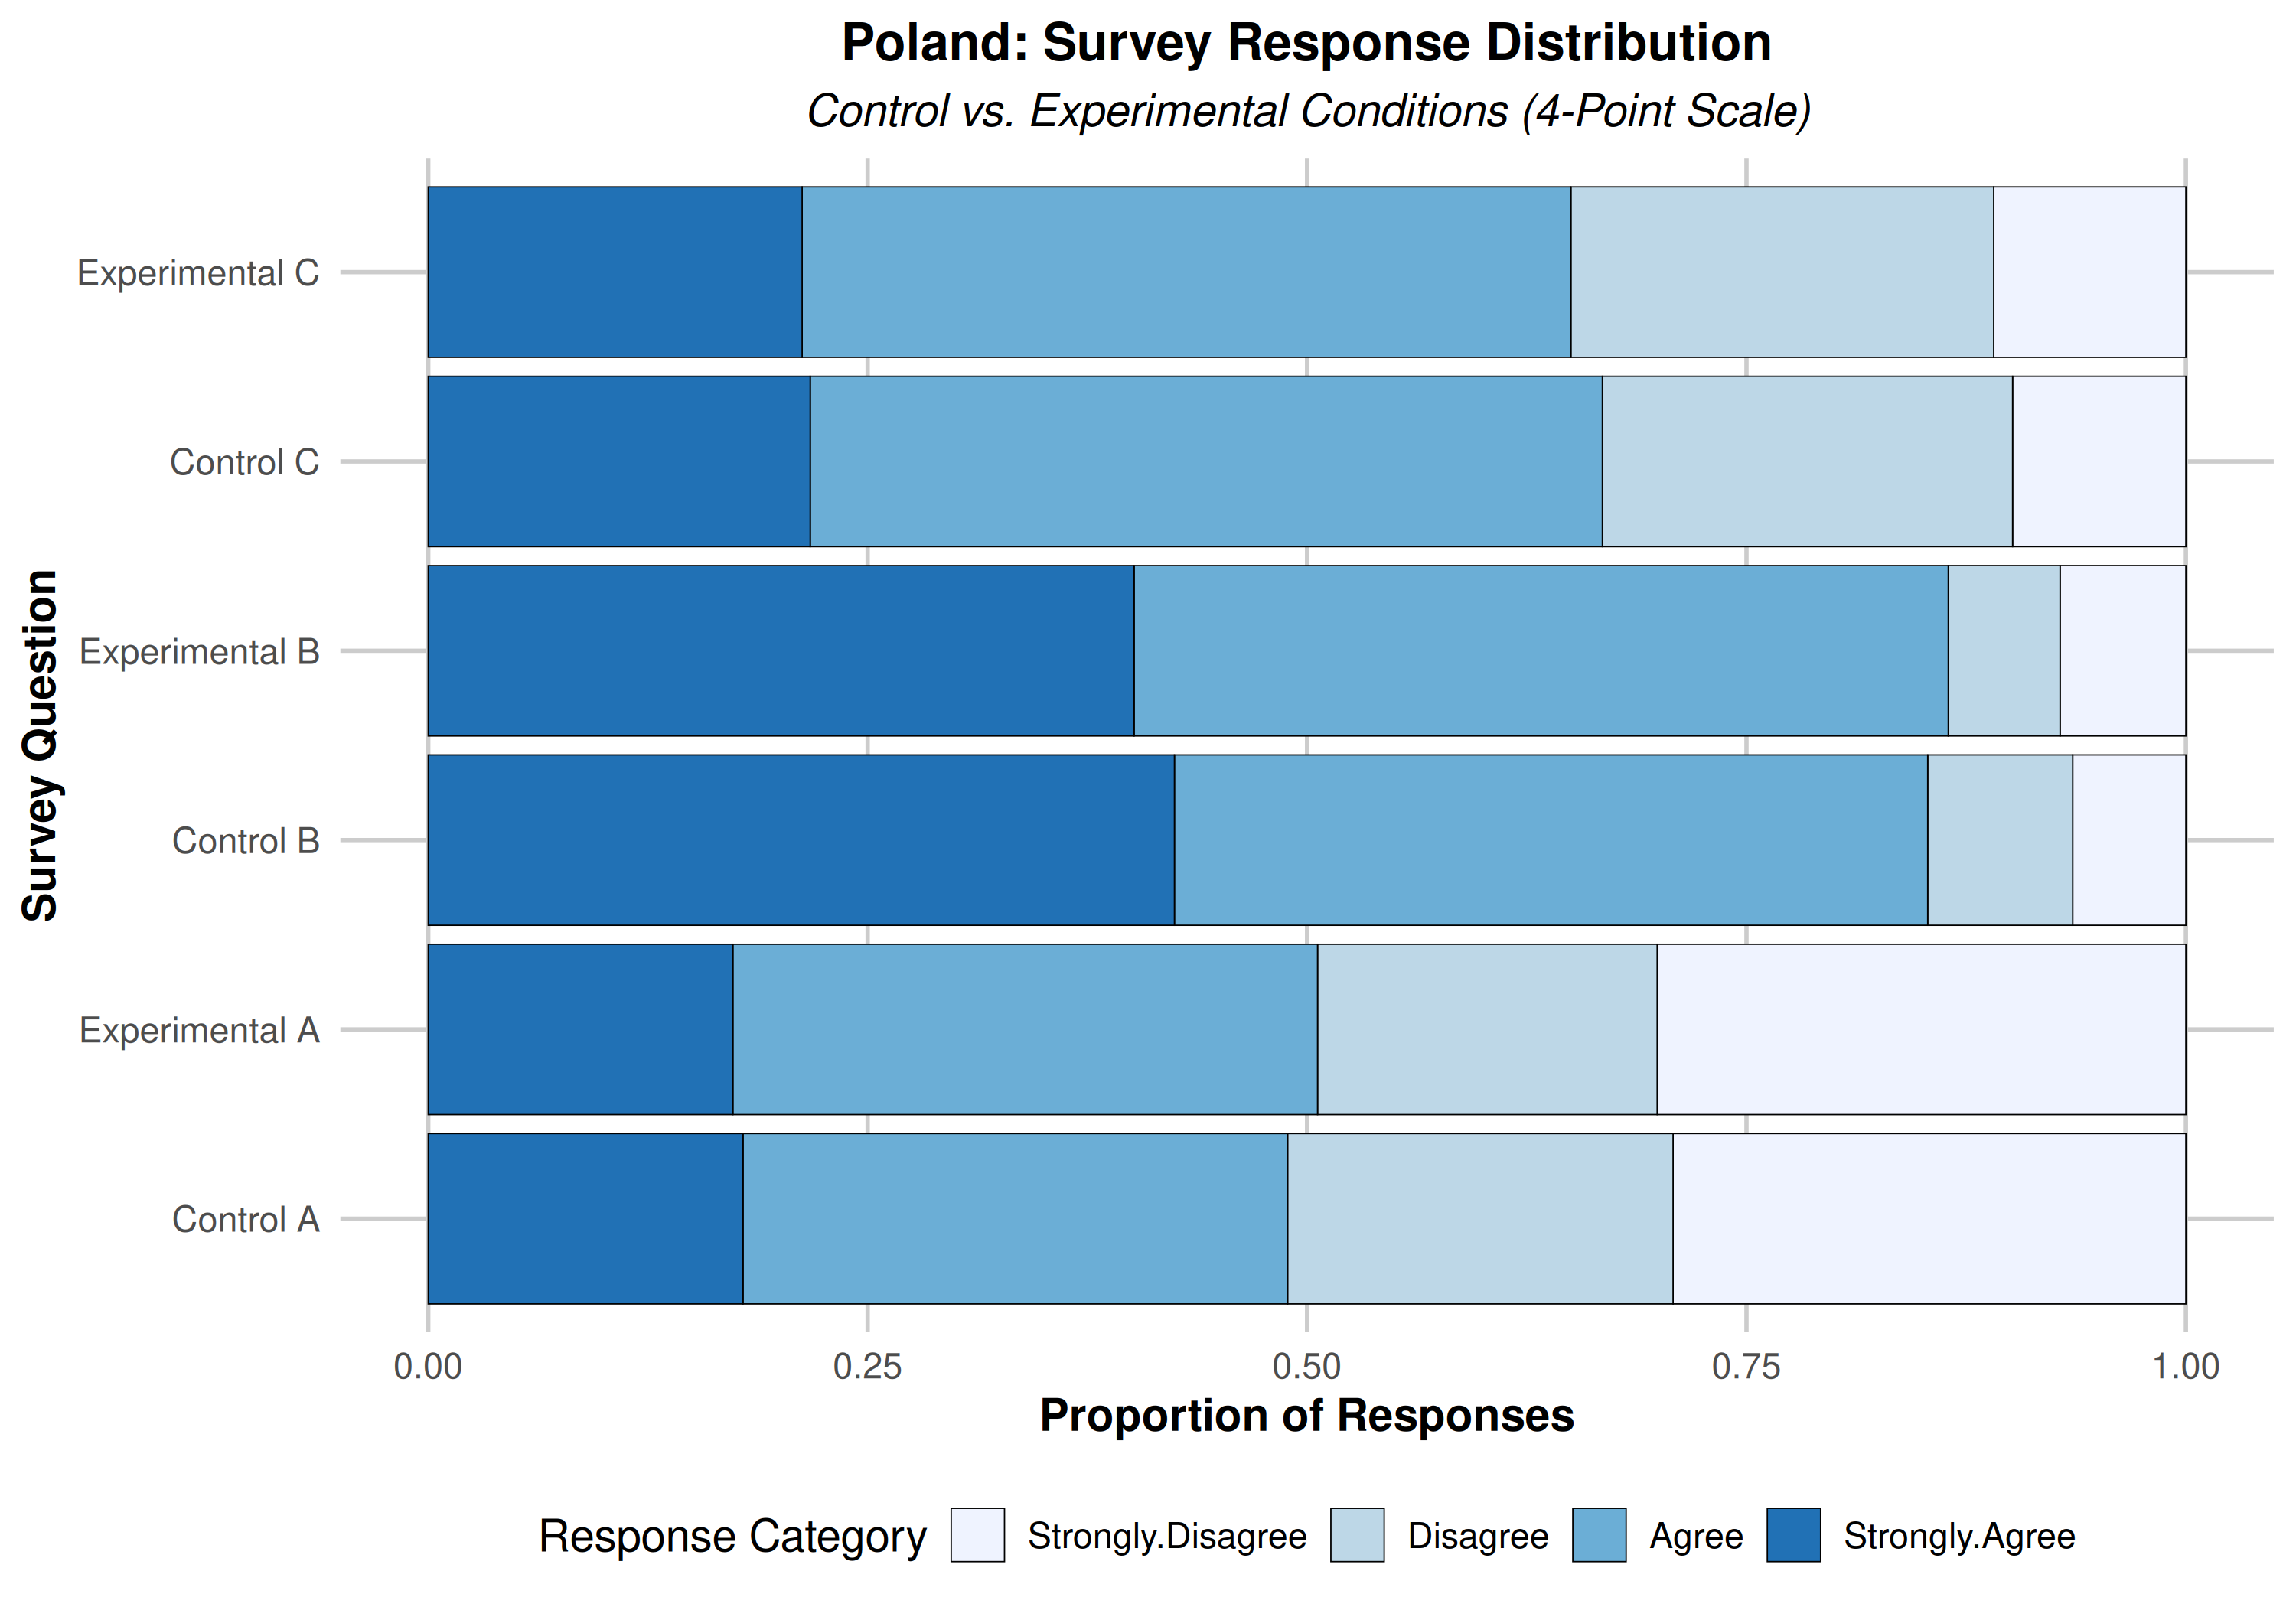 Poland: Survey Response Distribution
Control vs. Experimental Conditions (4-Point Scale)
Survey Question
Experimental C
Control C
Experimental B
Control B
Experimental A
Control A
0.00 0.25 0.50 0.75 1.00
Proportion of Responses
Response Category Strongly.Disagree Disagree Agree Strongly.Agree